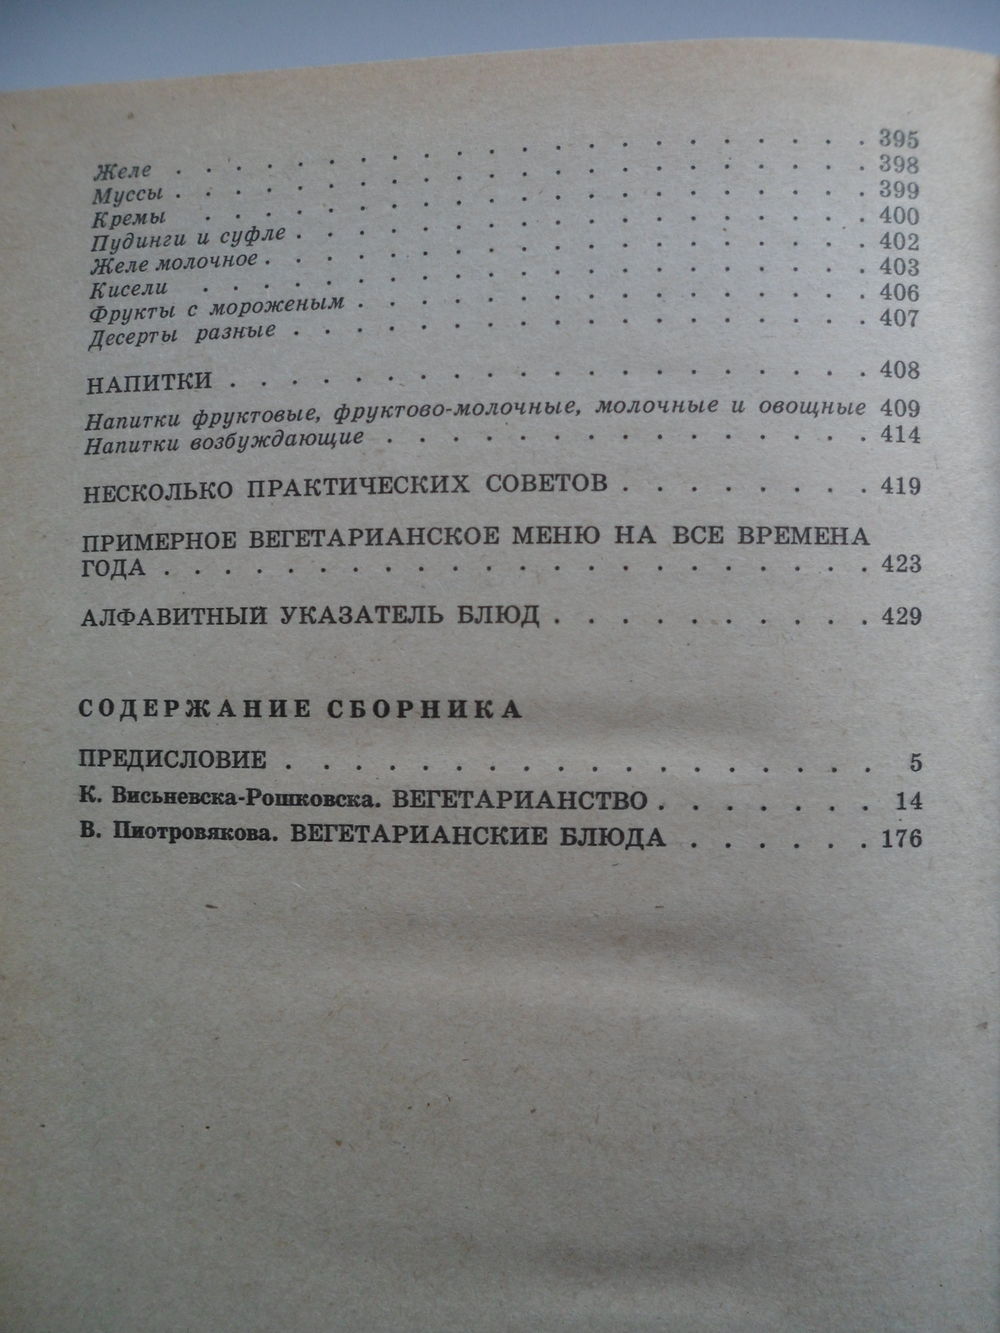 Желе . . . . . . . . . . . . . . . . . . . . 395
Муссы . . . . . . . . . . . . . . . . . . . . 398
Кремы . . . . . . . . . . . . . . . . . . . . 399
Пудинги и суфле . . . . . . . . . . . . . . . . 400
Желе молочное . . . . . . . . . . . . . . . . . 402
Кисели . . . . . . . . . . . . . . . . . . . . 403
Фрукты с мороженым . . . . . . . . . . . . . . 406
Десерты разные . . . . . . . . . . . . . . . . 407
НАПИТКИ . . . . . . . . . . . . . . . . . . 408
Напитки фруктовые, фруктово-молочные, молочные и овощные 409
Напитки возбуждающие . . . . . . . . . . . . . . 414
НЕСКОЛЬКО ПРАКТИЧЕСКИХ СОВЕТОВ . . . . . . . . 419
ПРИМЕРНОЕ ВЕГЕТАРИАНСКОЕ МЕНЮ НА ВСЕ ВРЕМЕНА
ГОДА . . . . . . . . . . . . . . . . . . . . 423
АЛФАВИТНЫЙ УКАЗАТЕЛЬ БЛЮД . . . . . . . . . . 429
СОДЕРЖАНИЕ СБОРНИКА
ПРЕДИСЛОВИЕ . . . . . . . . . . . . . . . . . . 5
К. Висьневска-Рошковска. ВЕГЕТАРИАНСТВО . . . . . . . 14
В. Пиотровякова. ВЕГЕТАРИАНСКИЕ БЛЮДА . . . . . . 176